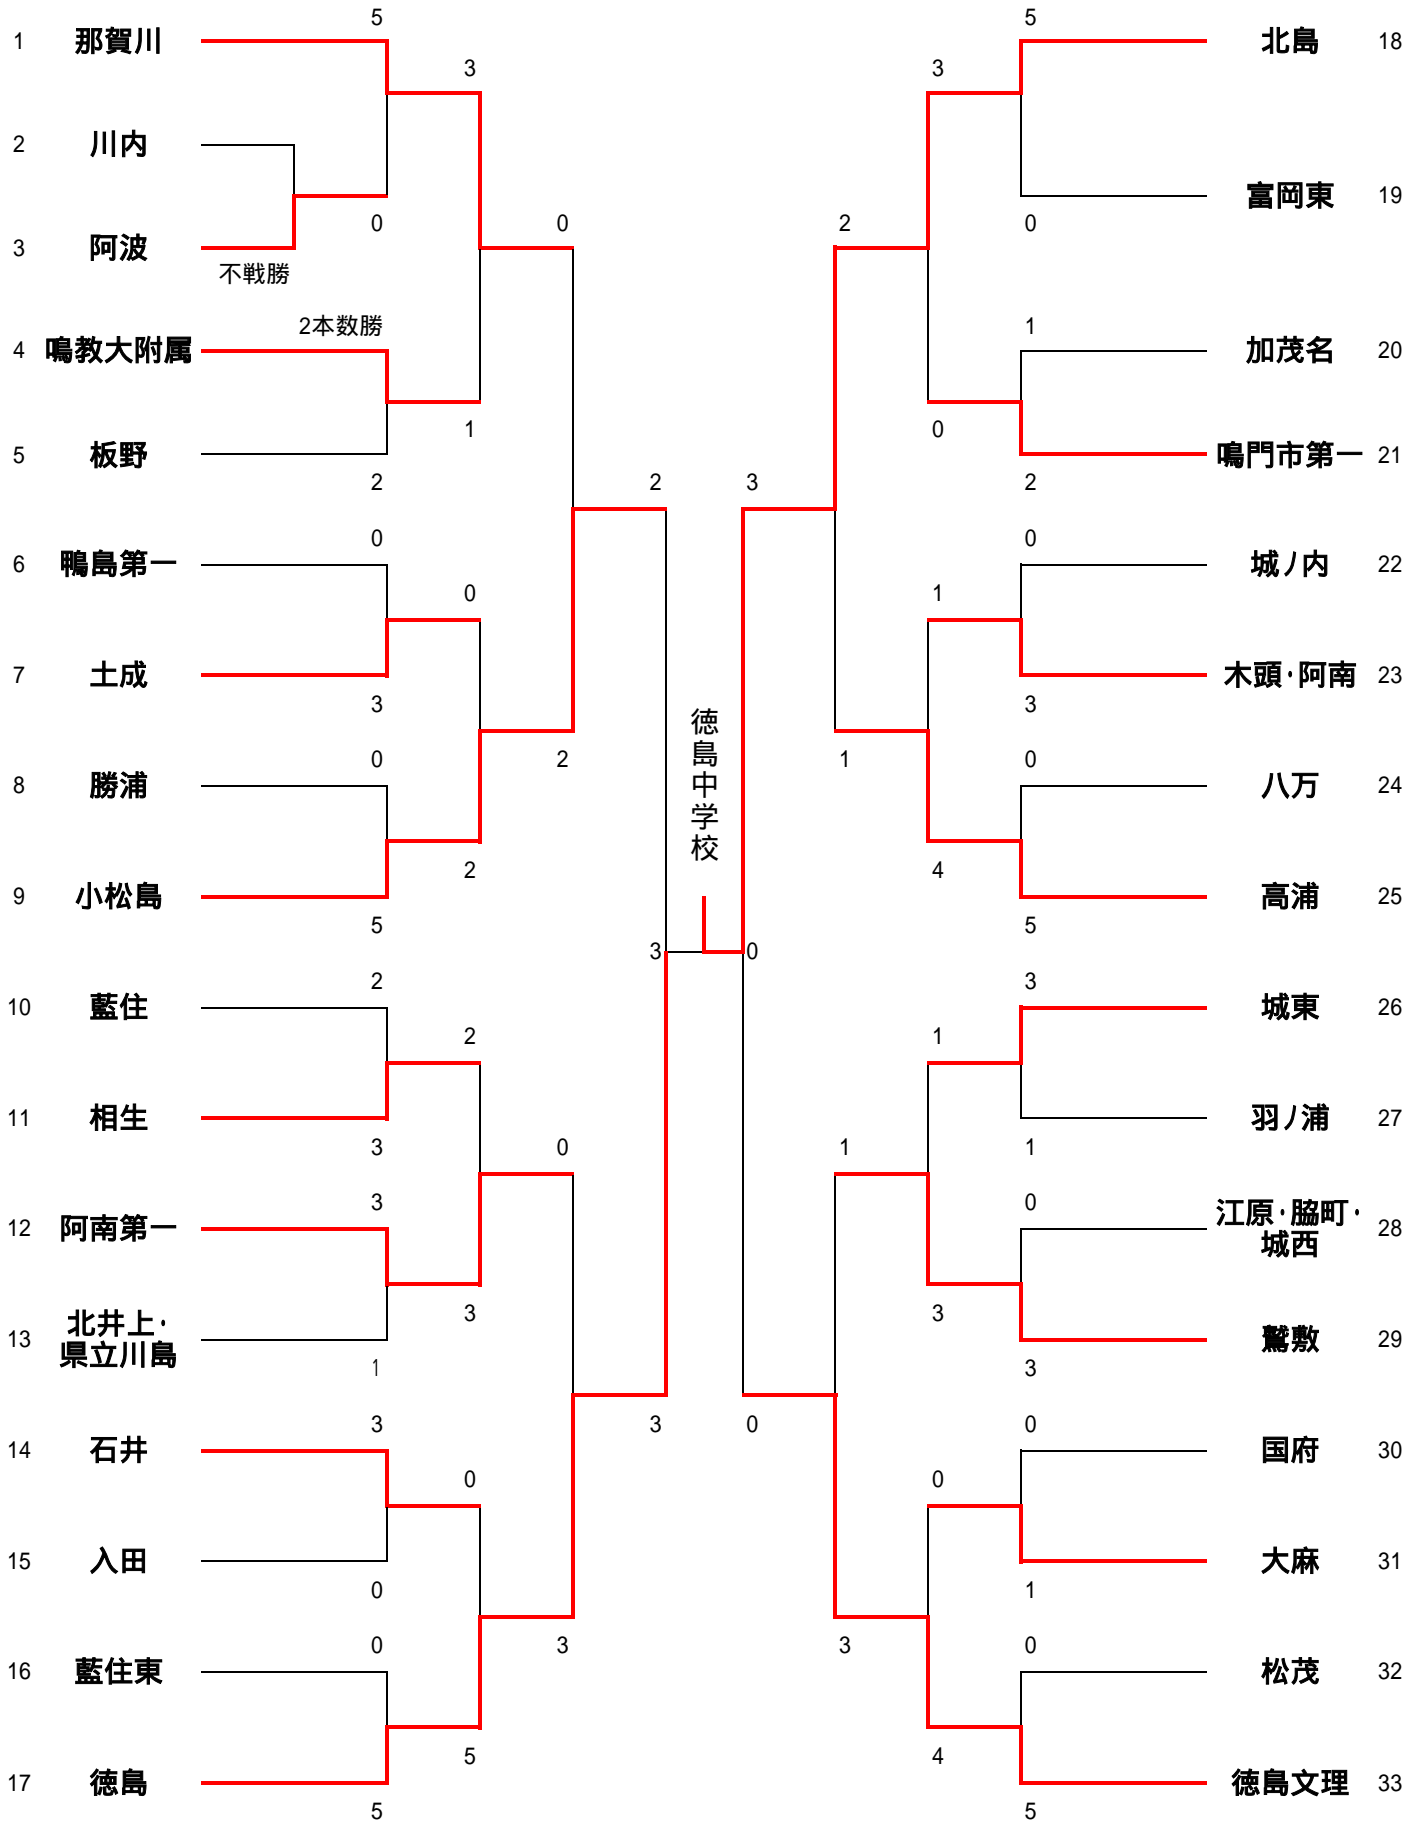 5
1 那賀川
3
2 川内
0
0
3 阿波
不戦勝
2本数勝
4 鳴教大附属
1
5 板野
2
2
0
6 鴨島第一
0
7 土成
3
0
2
8 勝浦
2
9 小松島
5
3
2
10 藍住
2
11 相生
3
0
3
12 阿南第一
3
13 北井上・
県立川島
1
3
3
14 石井
0
15 入田
0
0
3
16 藍住東
5
17 徳島
5
徳島中学校
5
北島 18
3
富岡東 19
2
0
1
加茂名 20
0
鳴門市第一 21
3
2
0
城ノ内 22
1
木頭・阿南 23
3
1
0
八万 24
4
高浦 25
5
0
3
城東 26
1
羽ノ浦 27
1
1
0
江原・脇町・
城西 28
3
鷲敷 29
3
0
0
国府 30
0
大麻 31
1
3
0
松茂 32
4
徳島文理 33
5